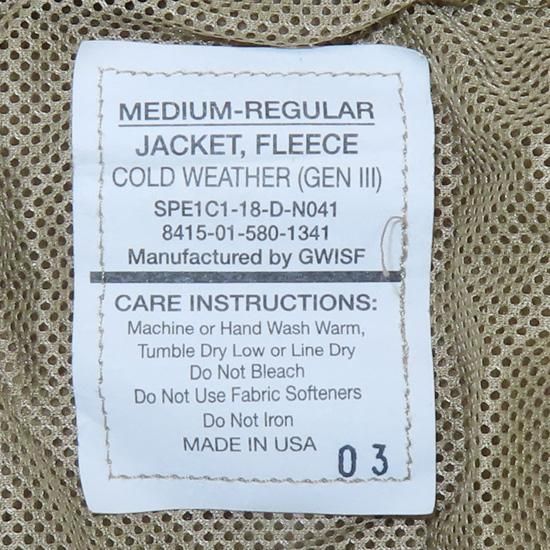 MEDIUM-REGULAR
JACKET, FLEECE
COLD WEATHER (GEN III)
SPE1C1-18-D-N041
8415-01-580-1341
Manufactured by GWISF
CARE INSTRUCTIONS:
Machine or Hand Wash Warm,
Tumble Dry Low or Line Dry
Do Not Bleach
Do Not Use Fabric Softeners
Do Not Iron
MADE IN USA
03